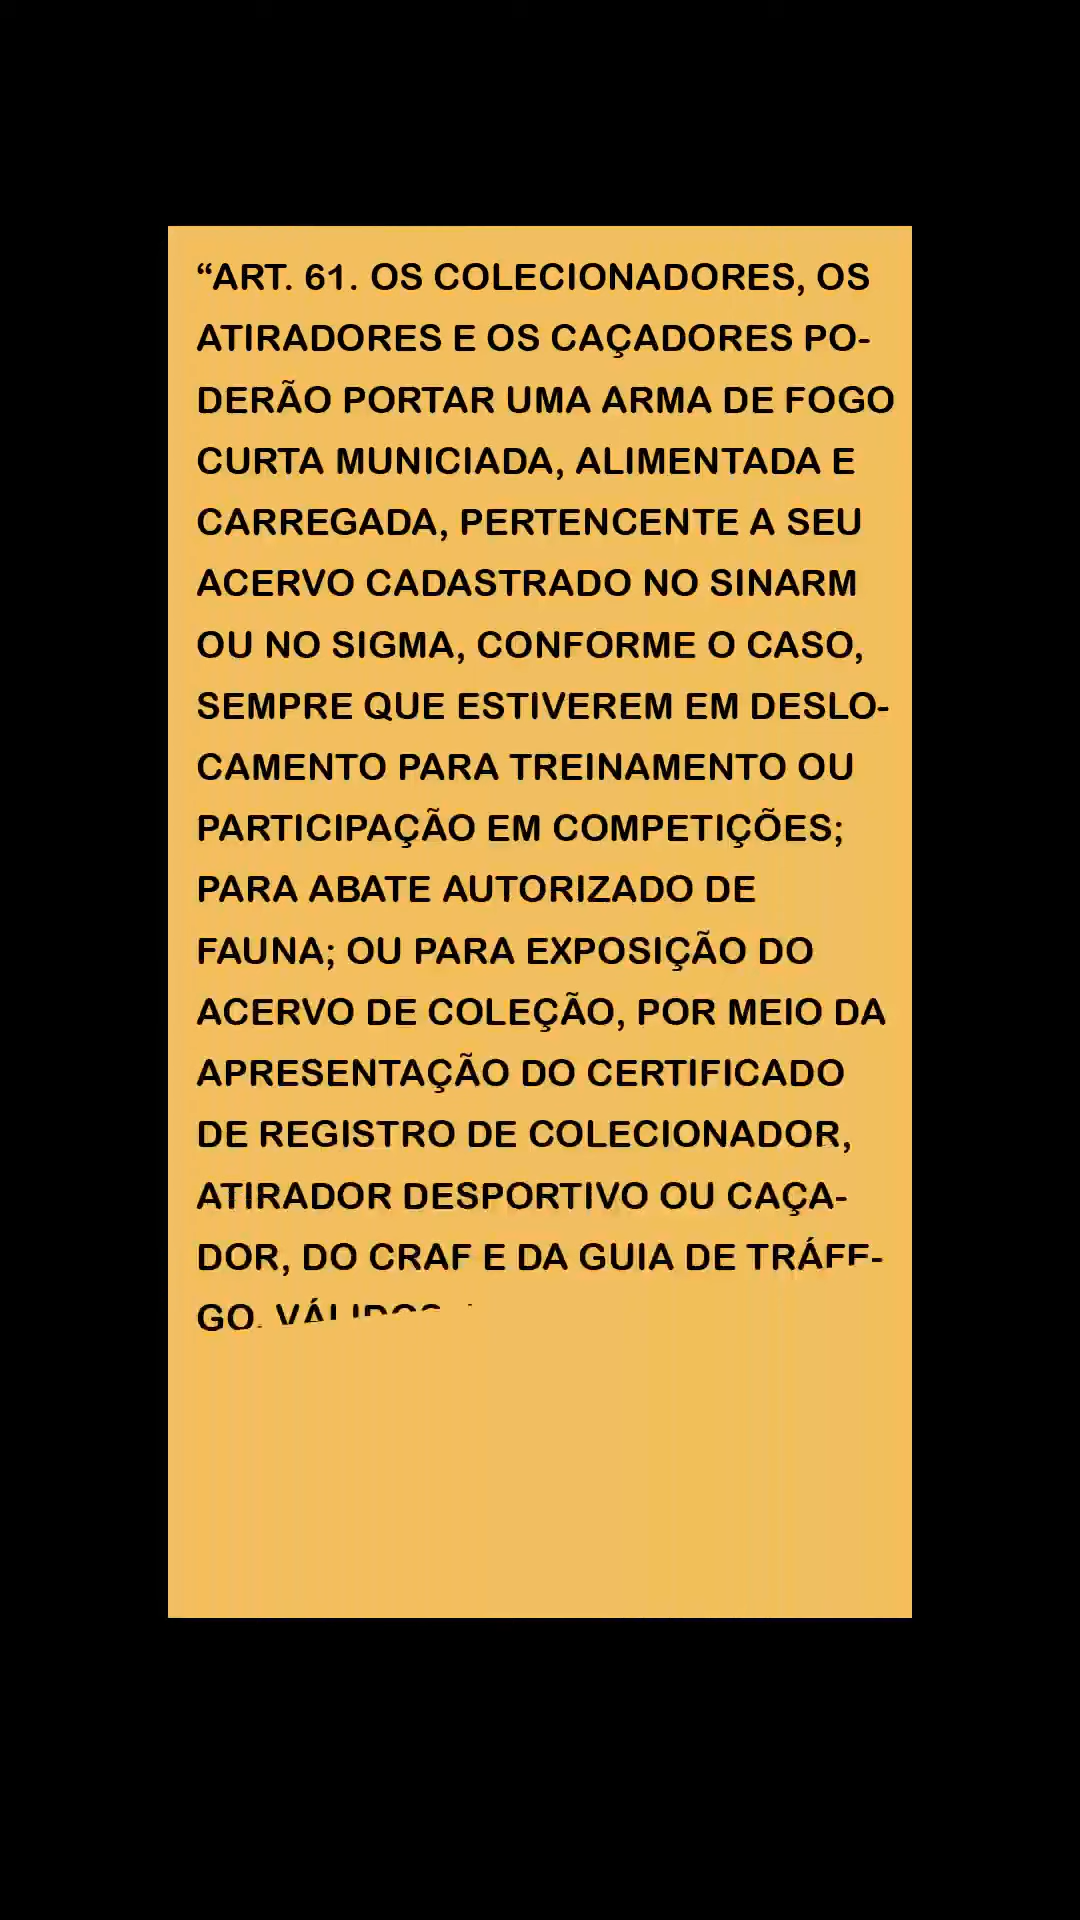 “ART. 61. OS COLECIONADORES, OS
ATIRADORES E OS CAÇADORES PO-
DERÃO PORTAR UMA ARMA DE FOGO
CURTA MUNICIADA, ALIMENTADA E
CARREGADA, PERTENCENTE A SEU
ACERVO CADASTRADO NO SINARM
OU NO SIGMA, CONFORME O CASO,
SEMPRE QUE ESTIVEREM EM DESLO-
CAMENTO PARA TREINAMENTO OU
PARTICIPAÇÃO EM COMPETIÇÕES;
PARA ABATE AUTORIZADO DE
FAUNA; OU PARA EXPOSIÇÃO DO
ACERVO DE COLEÇÃO, POR MEIO DA
APRESENTAÇÃO DO CERTIFICADO
DE REGISTRO DE COLECIONADOR,
ATIRADOR DESPORTIVO OU CAÇA-
DOR, DO CRAF E DA GUIA DE TRÁFE-
GO, VÁLIDOS